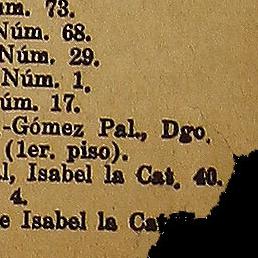 úm. 73.
Núm. 68.
Núm. 29.
Núm. 1.
úm. 17.
-Gómez Pal., Dgo.
(1er. piso).
l, Isabel la Cat. 40.
4.
e Isabel la Cat